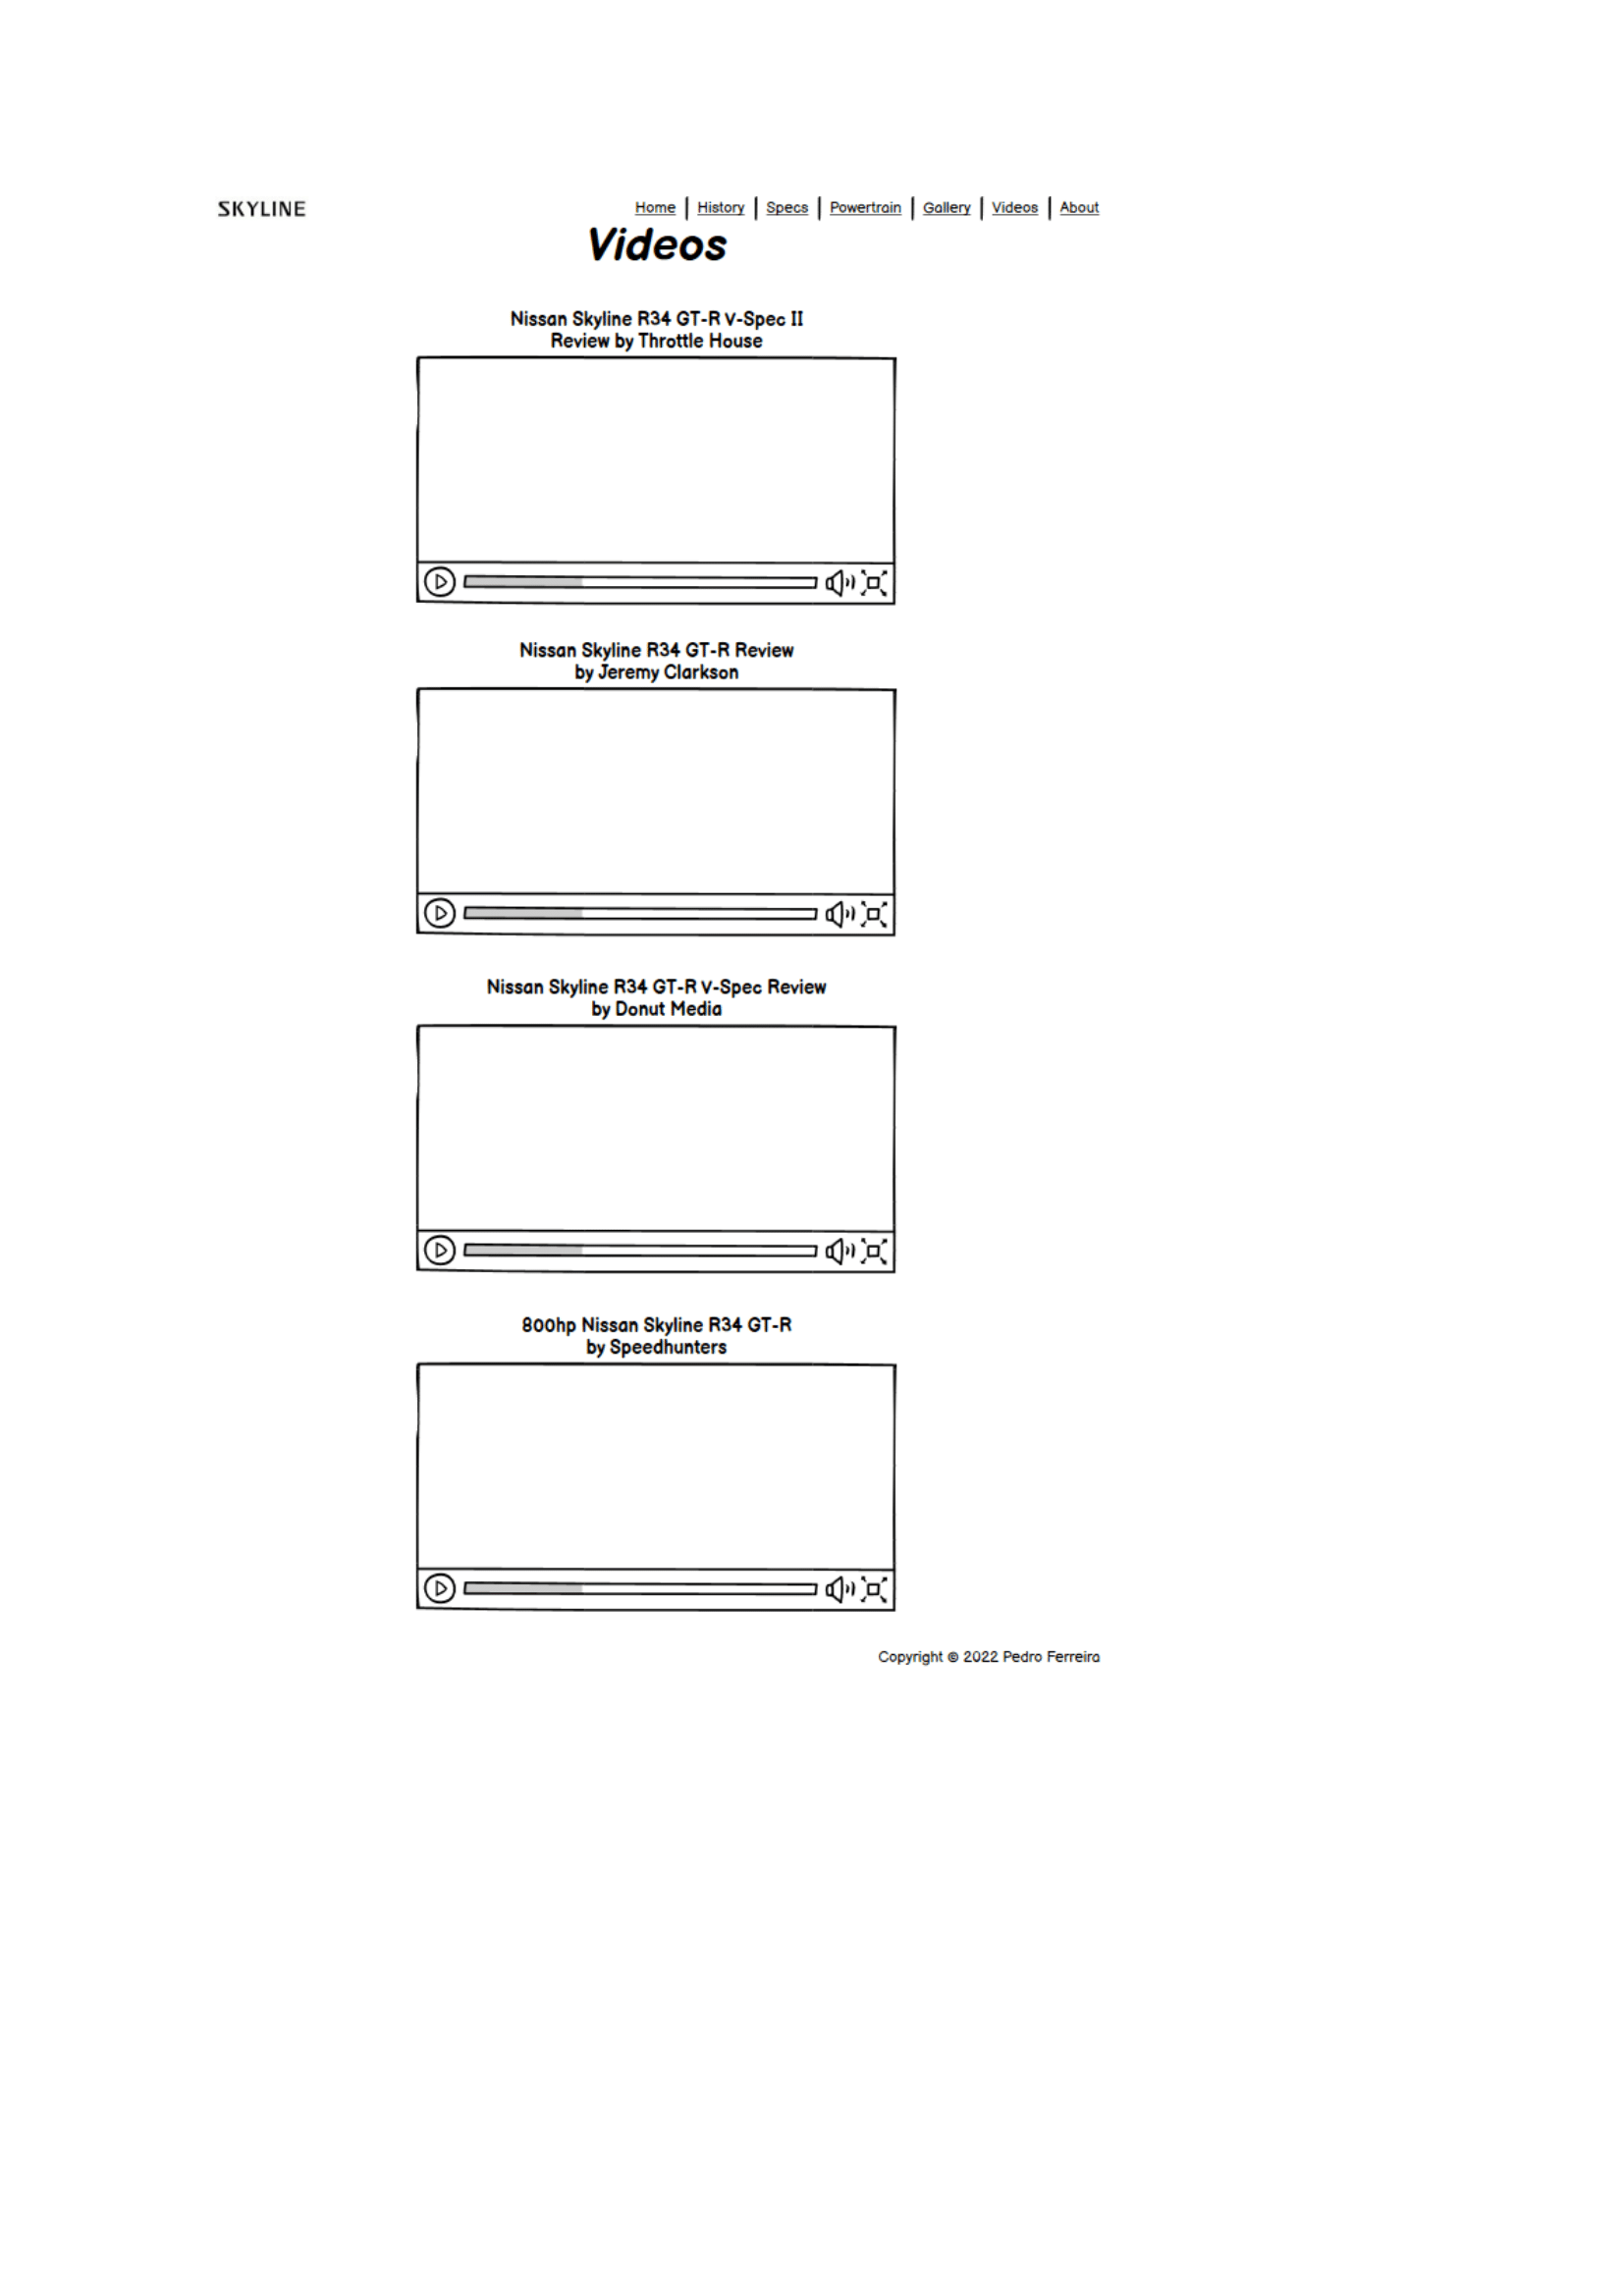 SKYLINE
Home | History | Specs | Powertrain | Gallery | Videos | About
Videos
Nissan Skyline R34 GT-R V-Spec II
Review by Throttle House
Nissan Skyline R34 GT-R Review
by Jeremy Clarkson
Nissan Skyline R34 GT-R V-Spec Review
by Donut Media
800hp Nissan Skyline R34 GT-R
by Speedhunters
Copyright © 2022 Pedro Ferreira